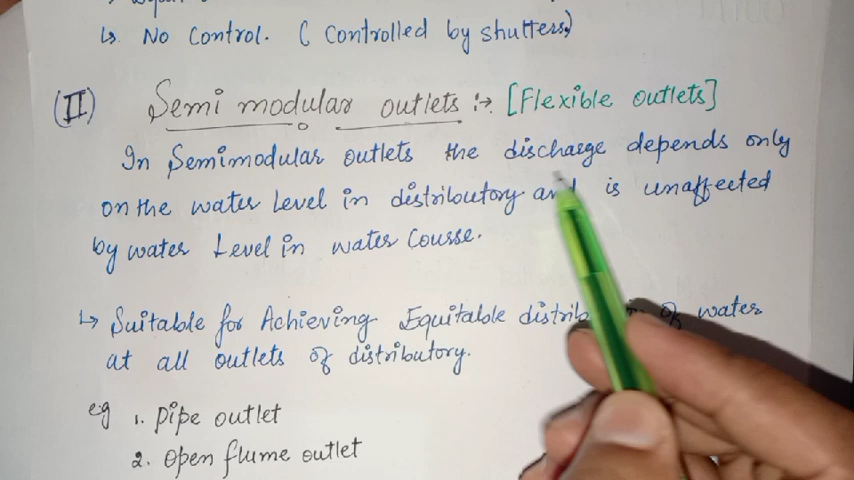 ↳ No Control. ( Controlled by shutters)
(II) Semi modular outlets :→ [Flexible outlets]
In Semimodular outlets the discharge depends only
on the water Level in distributory and is unaffected
by water Level in water Cousse.
↳ Suitable for Achieving Equitable of water
at all outlets of distributory.
eg 1. Pipe outlet
2. Open flume outlet